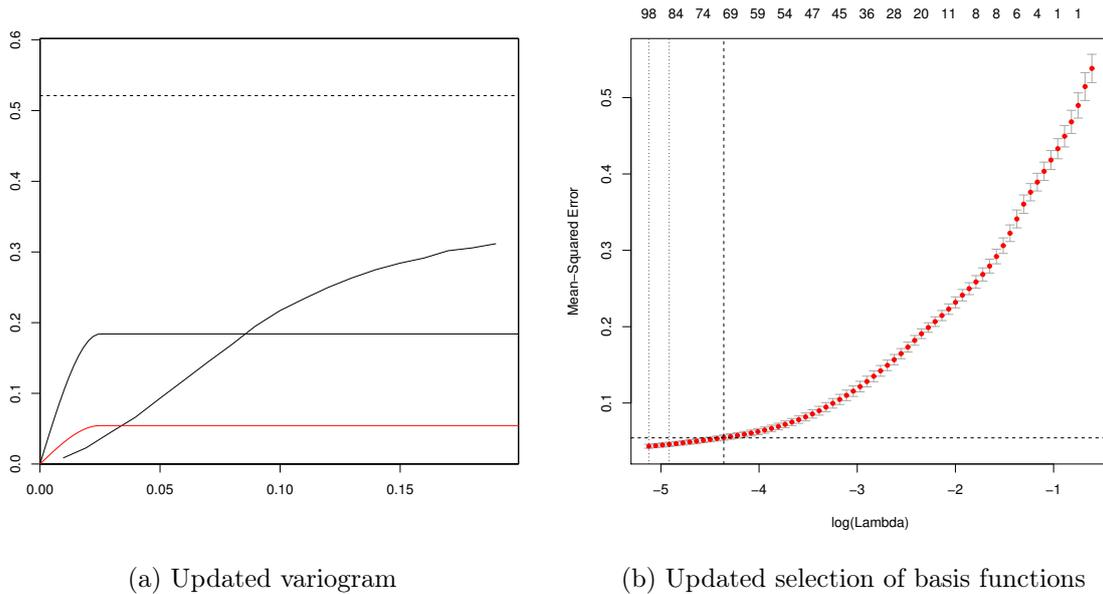 98 84 74 69 59 54 47 45 36 28 20 11 8 8 6 4 1 1
0.6
0.5
0.4
0.3
0.2
0.1
0.0
0.00 0.05 0.10 0.15
Mean−Squared Error
0.5
0.4
0.3
0.2
0.1
−5 −4 −3 −2 −1
log(Lambda)
(a) Updated variogram
(b) Updated selection of basis functions